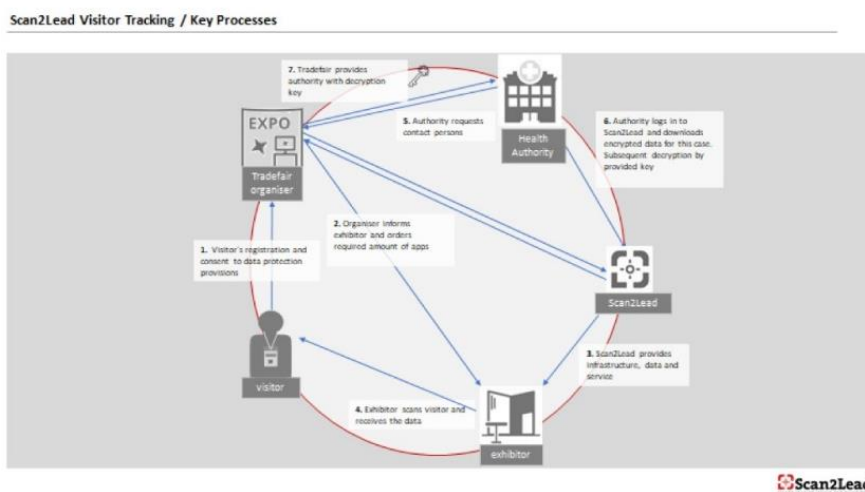 Scan2Lead Visitor Tracking / Key Processes
7. Tradefair provides
authority with decryption
key
EXPO
Tradefair
organiser
5. Authority requests
contact persons
Health
Authority
6. Authority logs in to
Scan2Lead and downloads
encrypted data for this case.
Subsequent decryption by
provided key
1. Visitor's registration and
consent to data protection
provisions
2. Organiser informs
exhibitor and orders
required amount of apps
Scan2Lead
visitor
3. Scan2Lead provides
infrastructure, data and
service
4. Exhibitor scans visitor and
receives the data
exhibitor
Scan2Lead